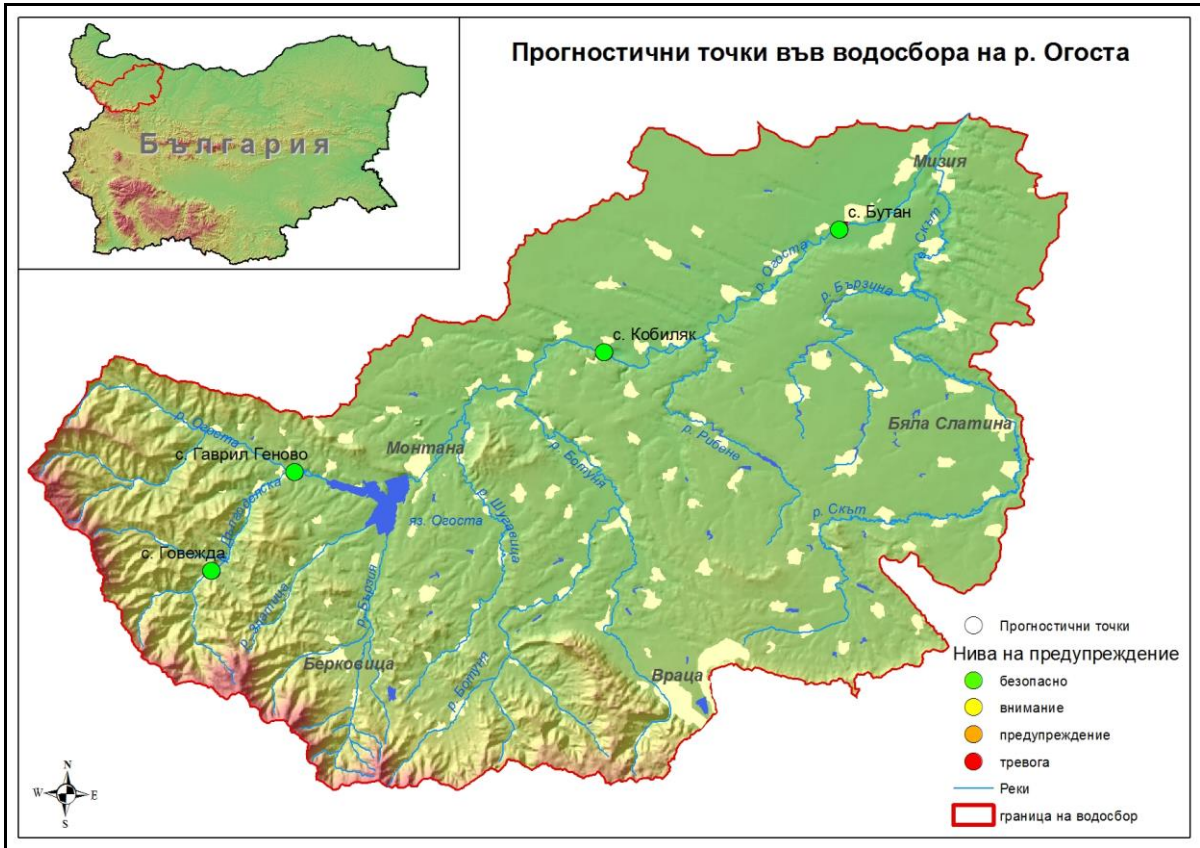 Прогностични точки във водосбора на р. Огоста
България
Мизия
с. Бутан
р. Скът
р. Огоста
р. Бързина
с. Кобиляк
Бяла Слатина
р. Огоста
Монтана
р. Ботуня
р. Рибине
с. Гаврил Геново
р. Шугавица
яз. Огоста
р. Скът
с. Говежда
р. Златица
р. Бързия
Берковица
р. Ботуня
Враца
Прогностични точки
Нива на предупреждение
безопасно
внимание
предупреждение
тревога
Реки
граница на водосбор
N
W E
S